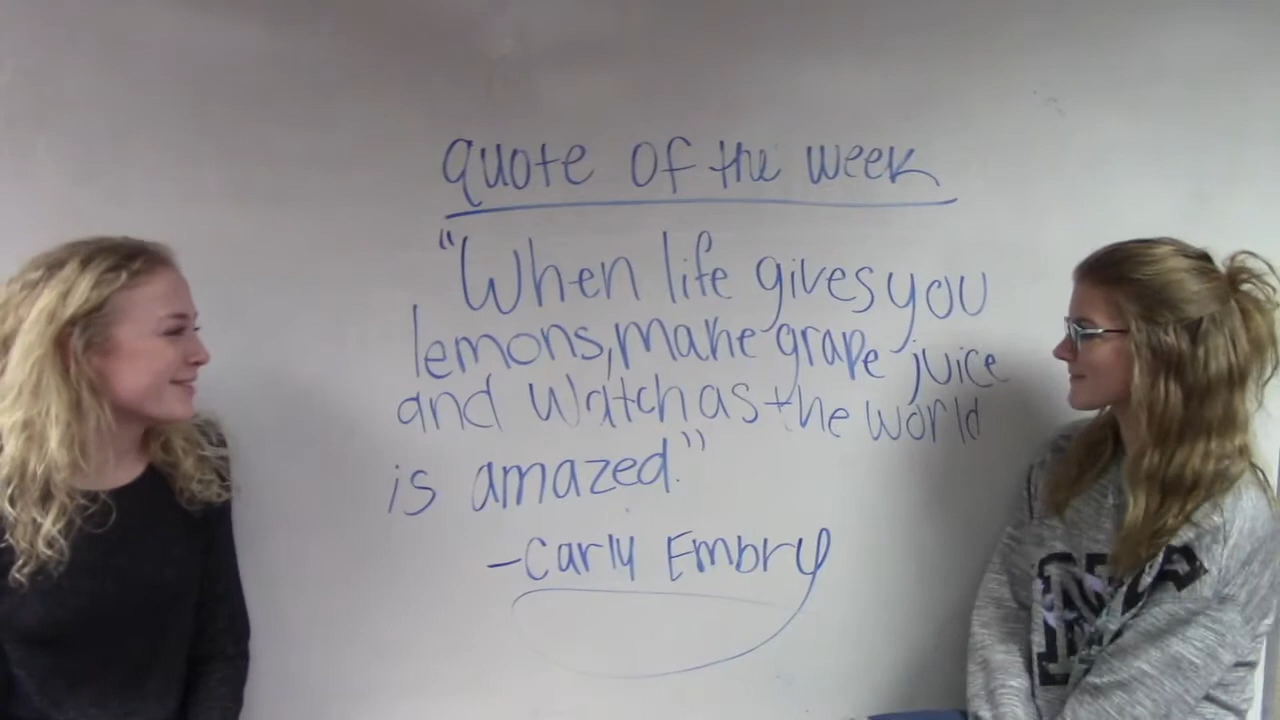 quote of the week
"When life gives you
lemons, make grape juice
and watch as the world
is amazed."
-Carly Embry